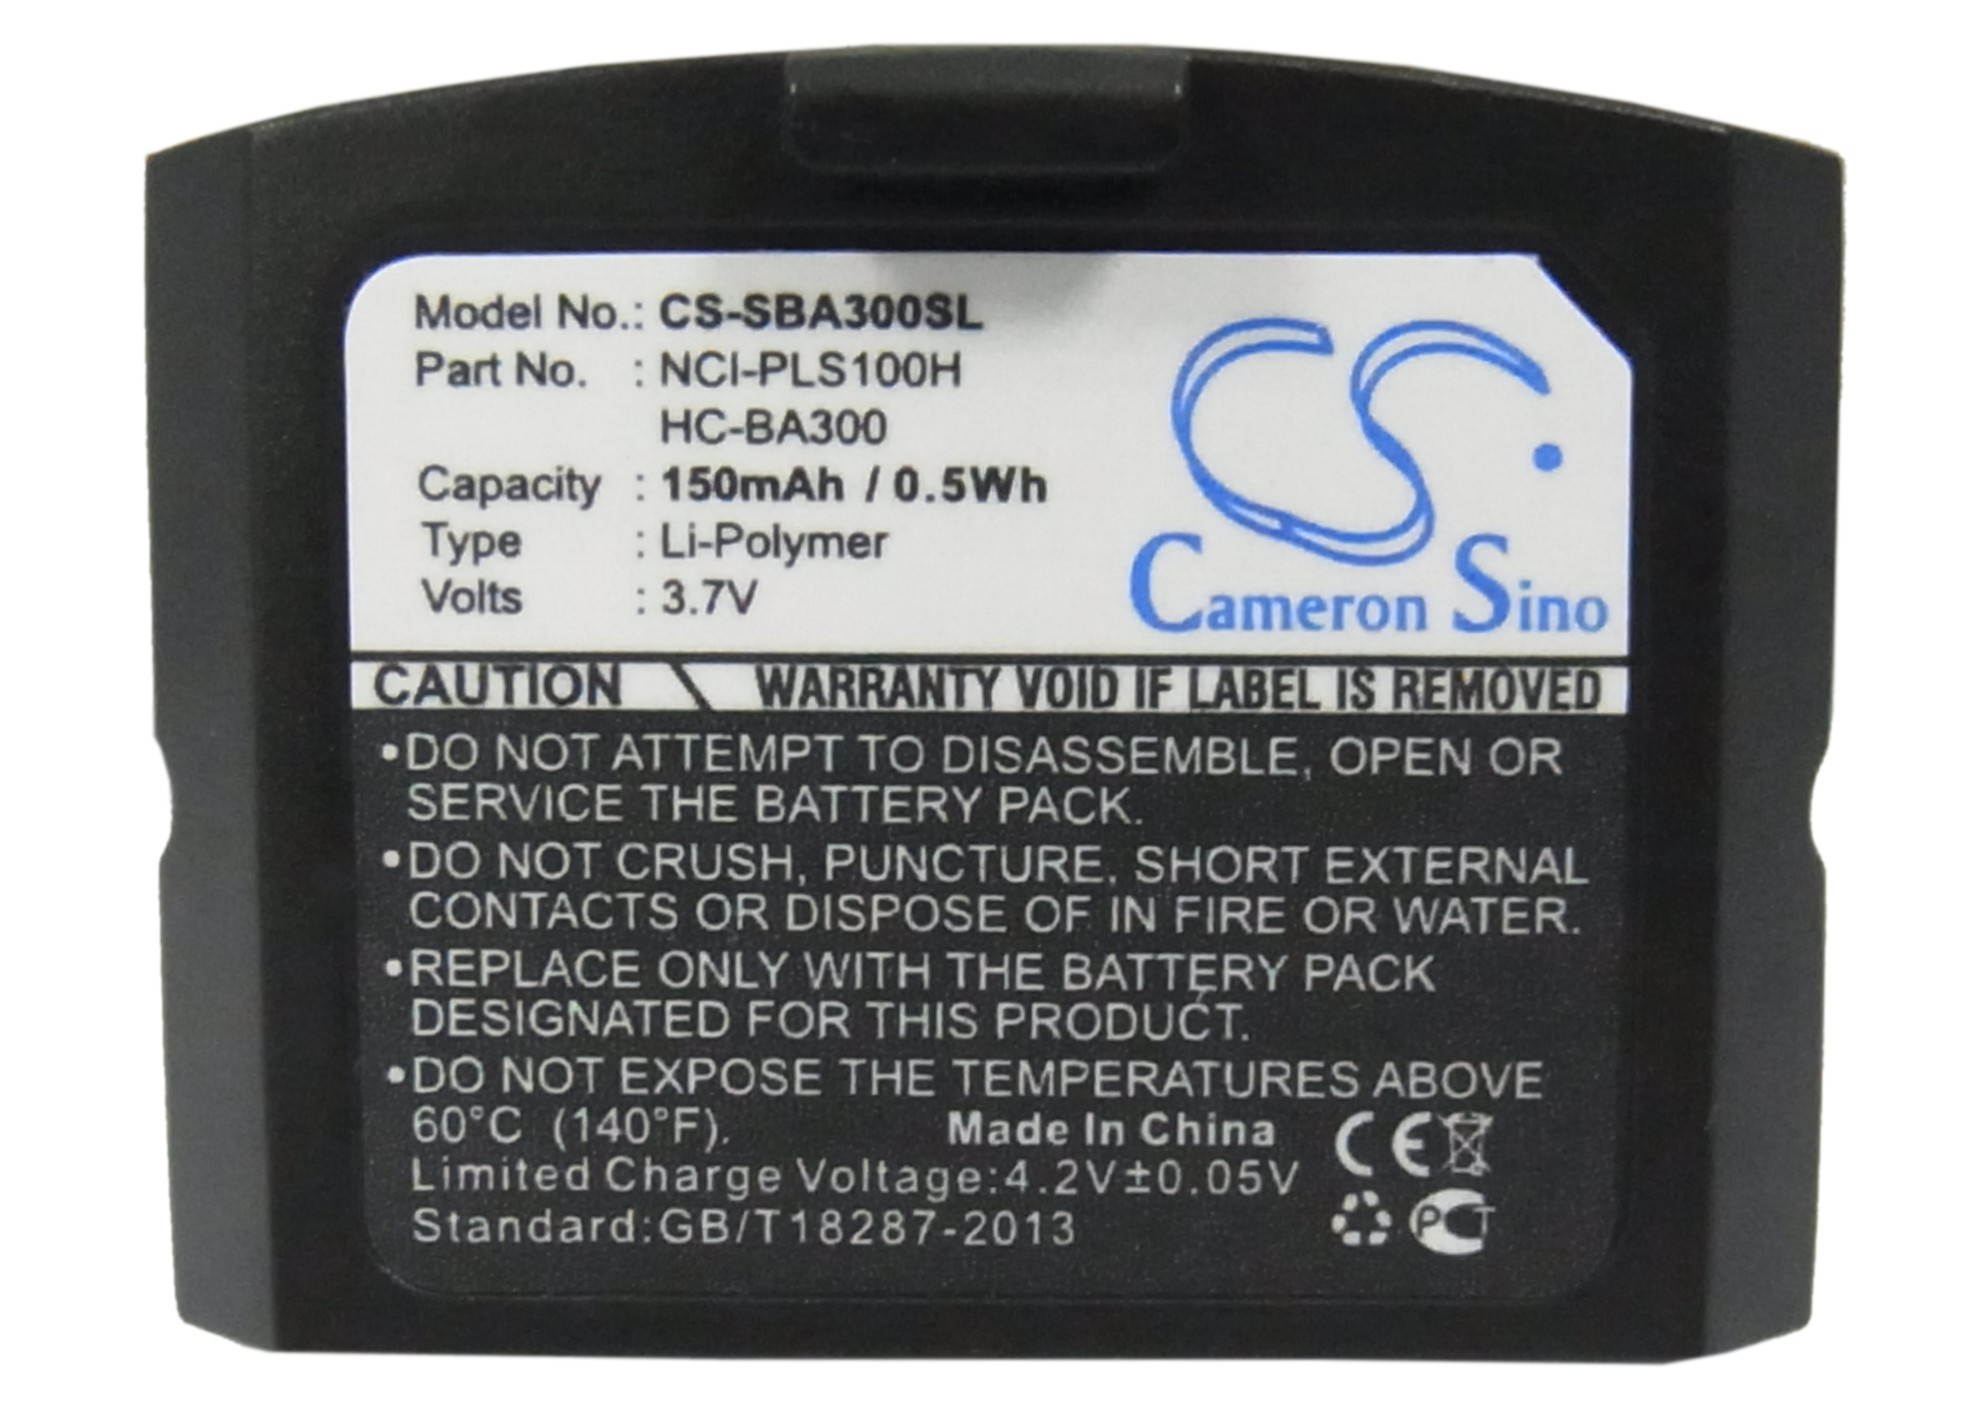 Model No.: CS-SBA300SL
Part No. : NCI-PLS100H
HC-BA300
Capacity : 150mAh / 0.5Wh
Type : Li-Polymer
Volts : 3.7V
CS
Cameron Sino
CAUTION \ WARRANTY VOID IF LABEL IS REMOVED
•DO NOT ATTEMPT TO DISASSEMBLE, OPEN OR
SERVICE THE BATTERY PACK.
•DO NOT CRUSH, PUNCTURE, SHORT EXTERNAL
CONTACTS OR DISPOSE OF IN FIRE OR WATER.
•REPLACE ONLY WITH THE BATTERY PACK
DESIGNATED FOR THIS PRODUCT.
•DO NOT EXPOSE THE TEMPERATURES ABOVE
60°C (140°F). Made In China CE
Limited Charge Voltage:4.2V±0.05V
Standard:GB/T18287-2013 PCT